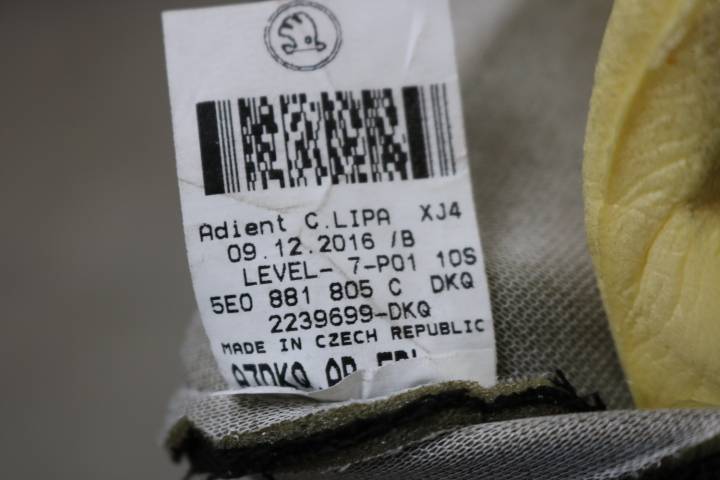 Adient C.LIPA XJ4
09.12.2016 /B
LEVEL- 7-P01 10S
5E0 881 805 C DKQ
2239699-DKQ
MADE IN CZECH REPUBLIC